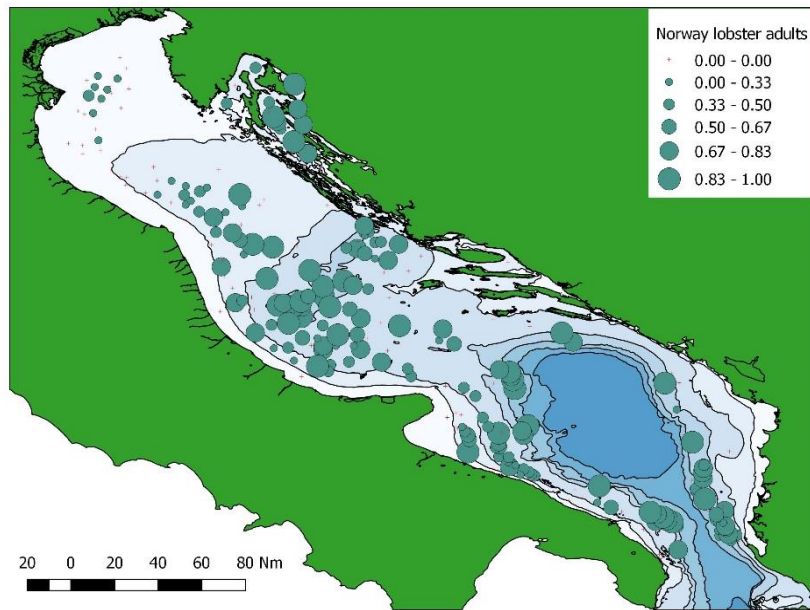 Norway lobster adults
0.00 - 0.00
0.00 - 0.33
0.33 - 0.50
0.50 - 0.67
0.67 - 0.83
0.83 - 1.00
20 0 20 40 60 80 Nm